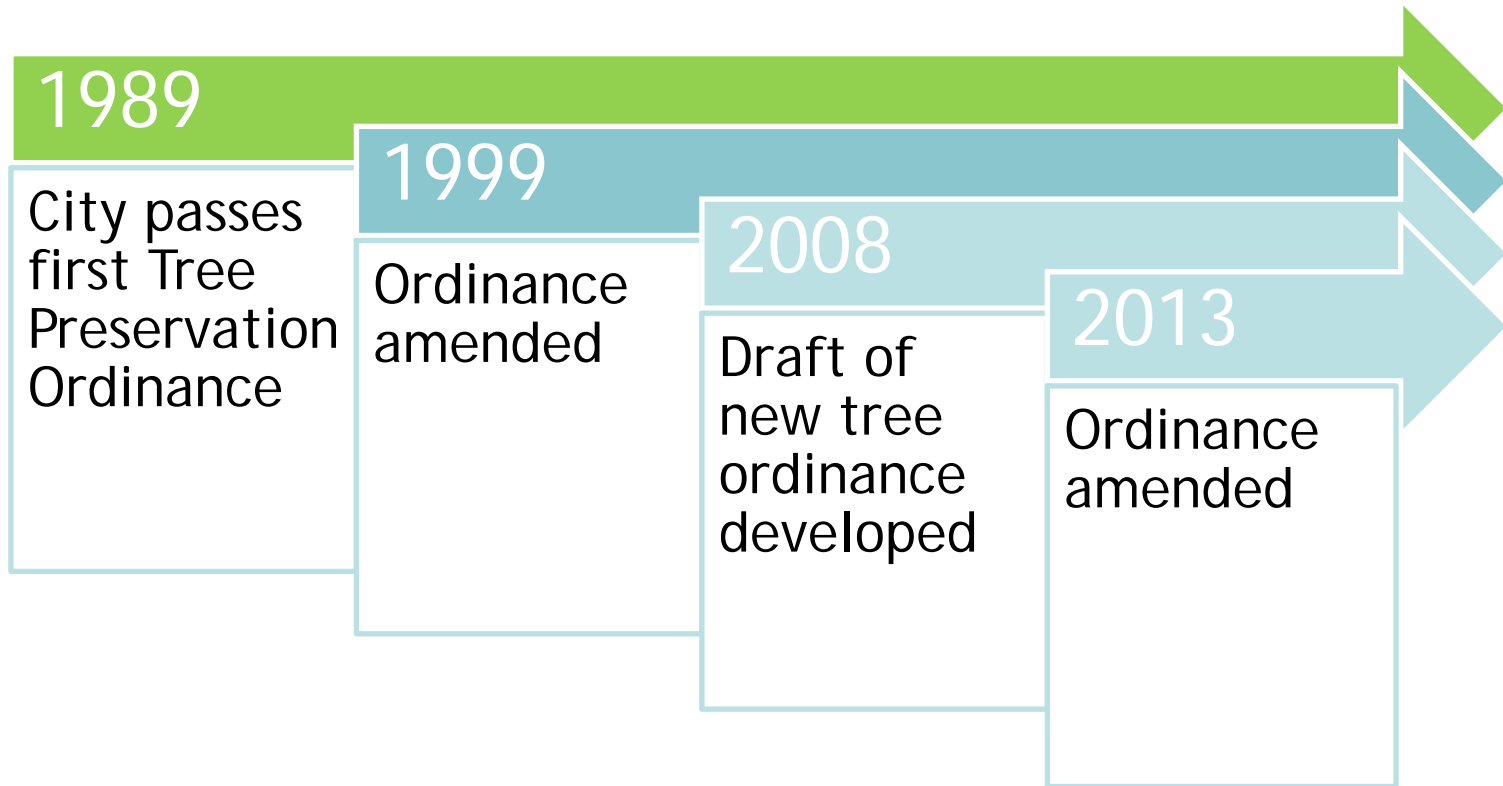 1989
City passes
first Tree
Preservation
Ordinance
1999
Ordinance
amended
2008
Draft of
new tree
ordinance
developed
2013
Ordinance
amended